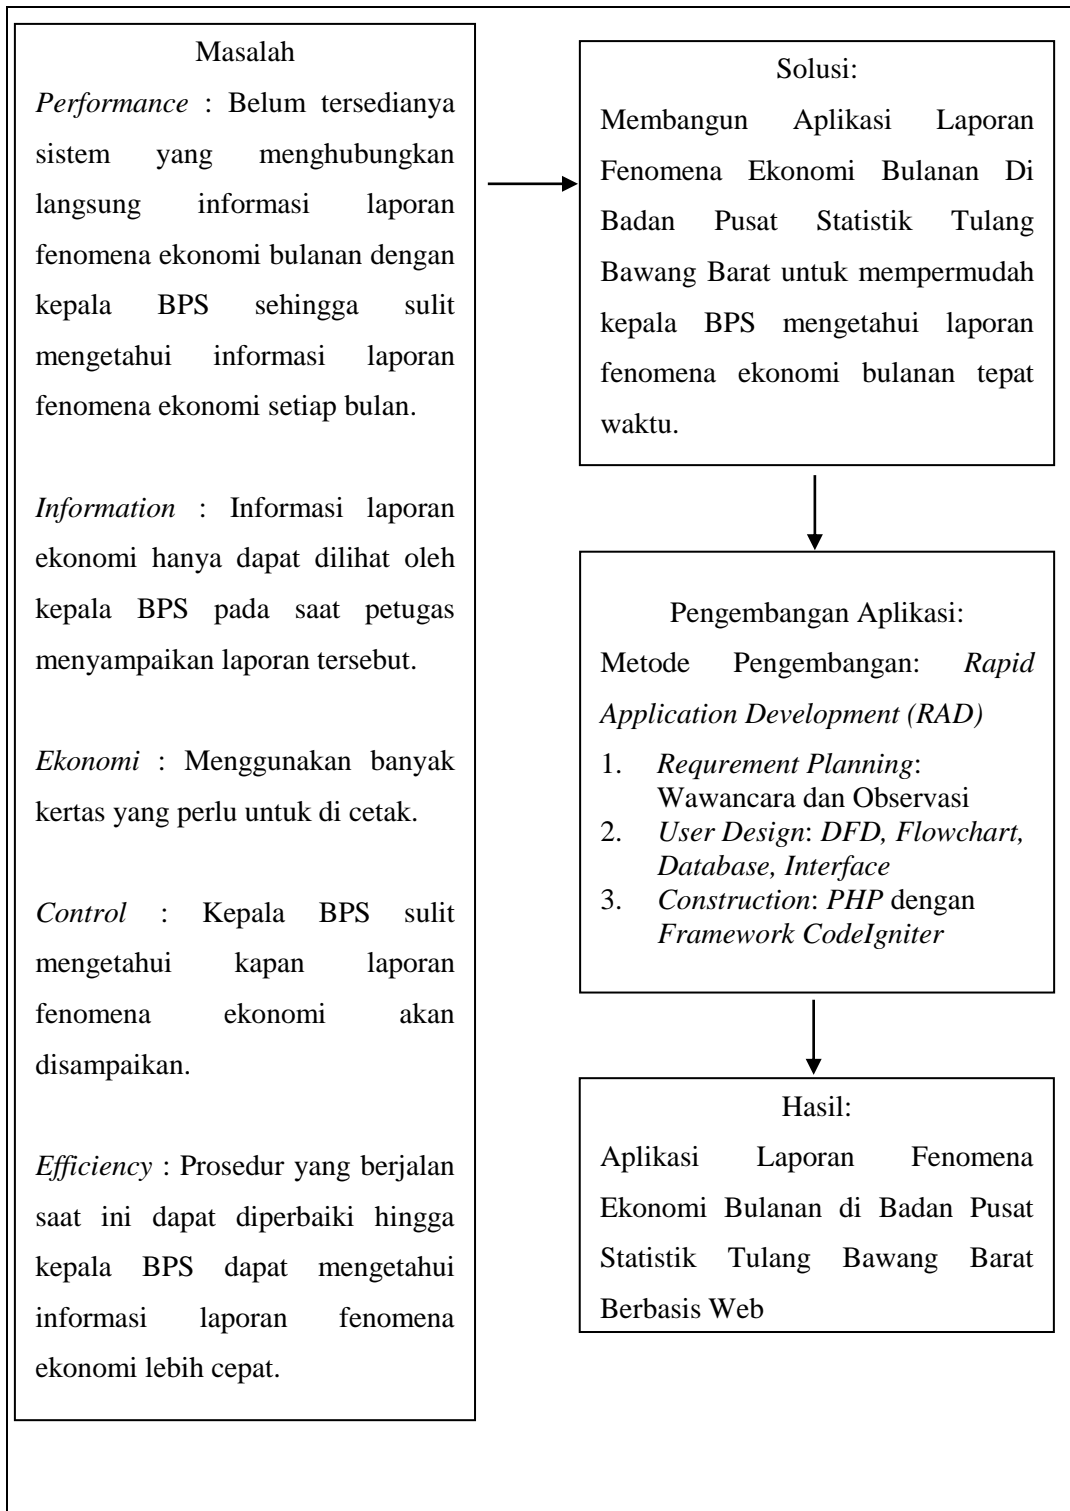 Masalah
Performance : Belum tersedianya
sistem yang menghubungkan
langsung informasi laporan
fenomena ekonomi bulanan dengan
kepala BPS sehingga sulit
mengetahui informasi laporan
fenomena ekonomi setiap bulan.
Information : Informasi laporan
ekonomi hanya dapat dilihat oleh
kepala BPS pada saat petugas
menyampaikan laporan tersebut.
Ekonomi : Menggunakan banyak
kertas yang perlu untuk di cetak.
Control : Kepala BPS sulit
mengetahui kapan laporan
fenomena ekonomi akan
disampaikan.
Efficiency : Prosedur yang berjalan
saat ini dapat diperbaiki hingga
kepala BPS dapat mengetahui
informasi laporan fenomena
ekonomi lebih cepat.
Solusi:
Membangun Aplikasi Laporan
Fenomena Ekonomi Bulanan Di
Badan Pusat Statistik Tulang
Bawang Barat untuk mempermudah
kepala BPS mengetahui laporan
fenomena ekonomi bulanan tepat
waktu.
Pengembangan Aplikasi:
Metode Pengembangan: Rapid
Application Development (RAD)
1. Requrement Planning:
Wawancara dan Observasi
2. User Design: DFD, Flowchart,
Database, Interface
3. Construction: PHP dengan
Framework CodeIgniter
Hasil:
Aplikasi Laporan Fenomena
Ekonomi Bulanan di Badan Pusat
Statistik Tulang Bawang Barat
Berbasis Web